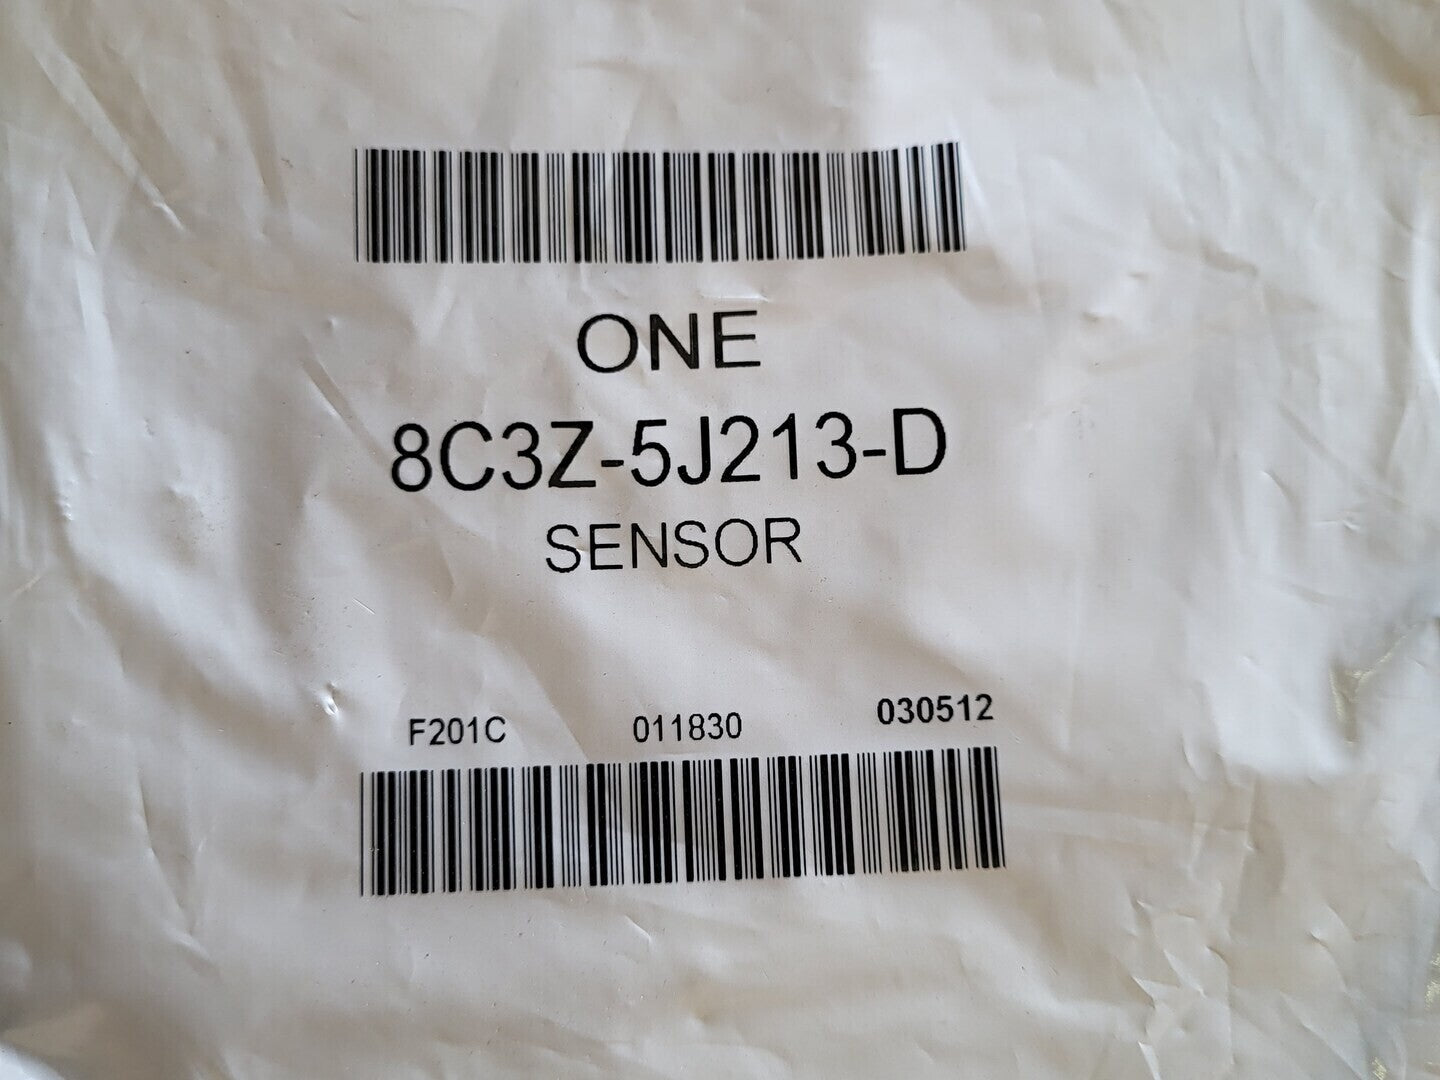 ONE
8C3Z-5J213-D
SENSOR
F201C 011830 030512